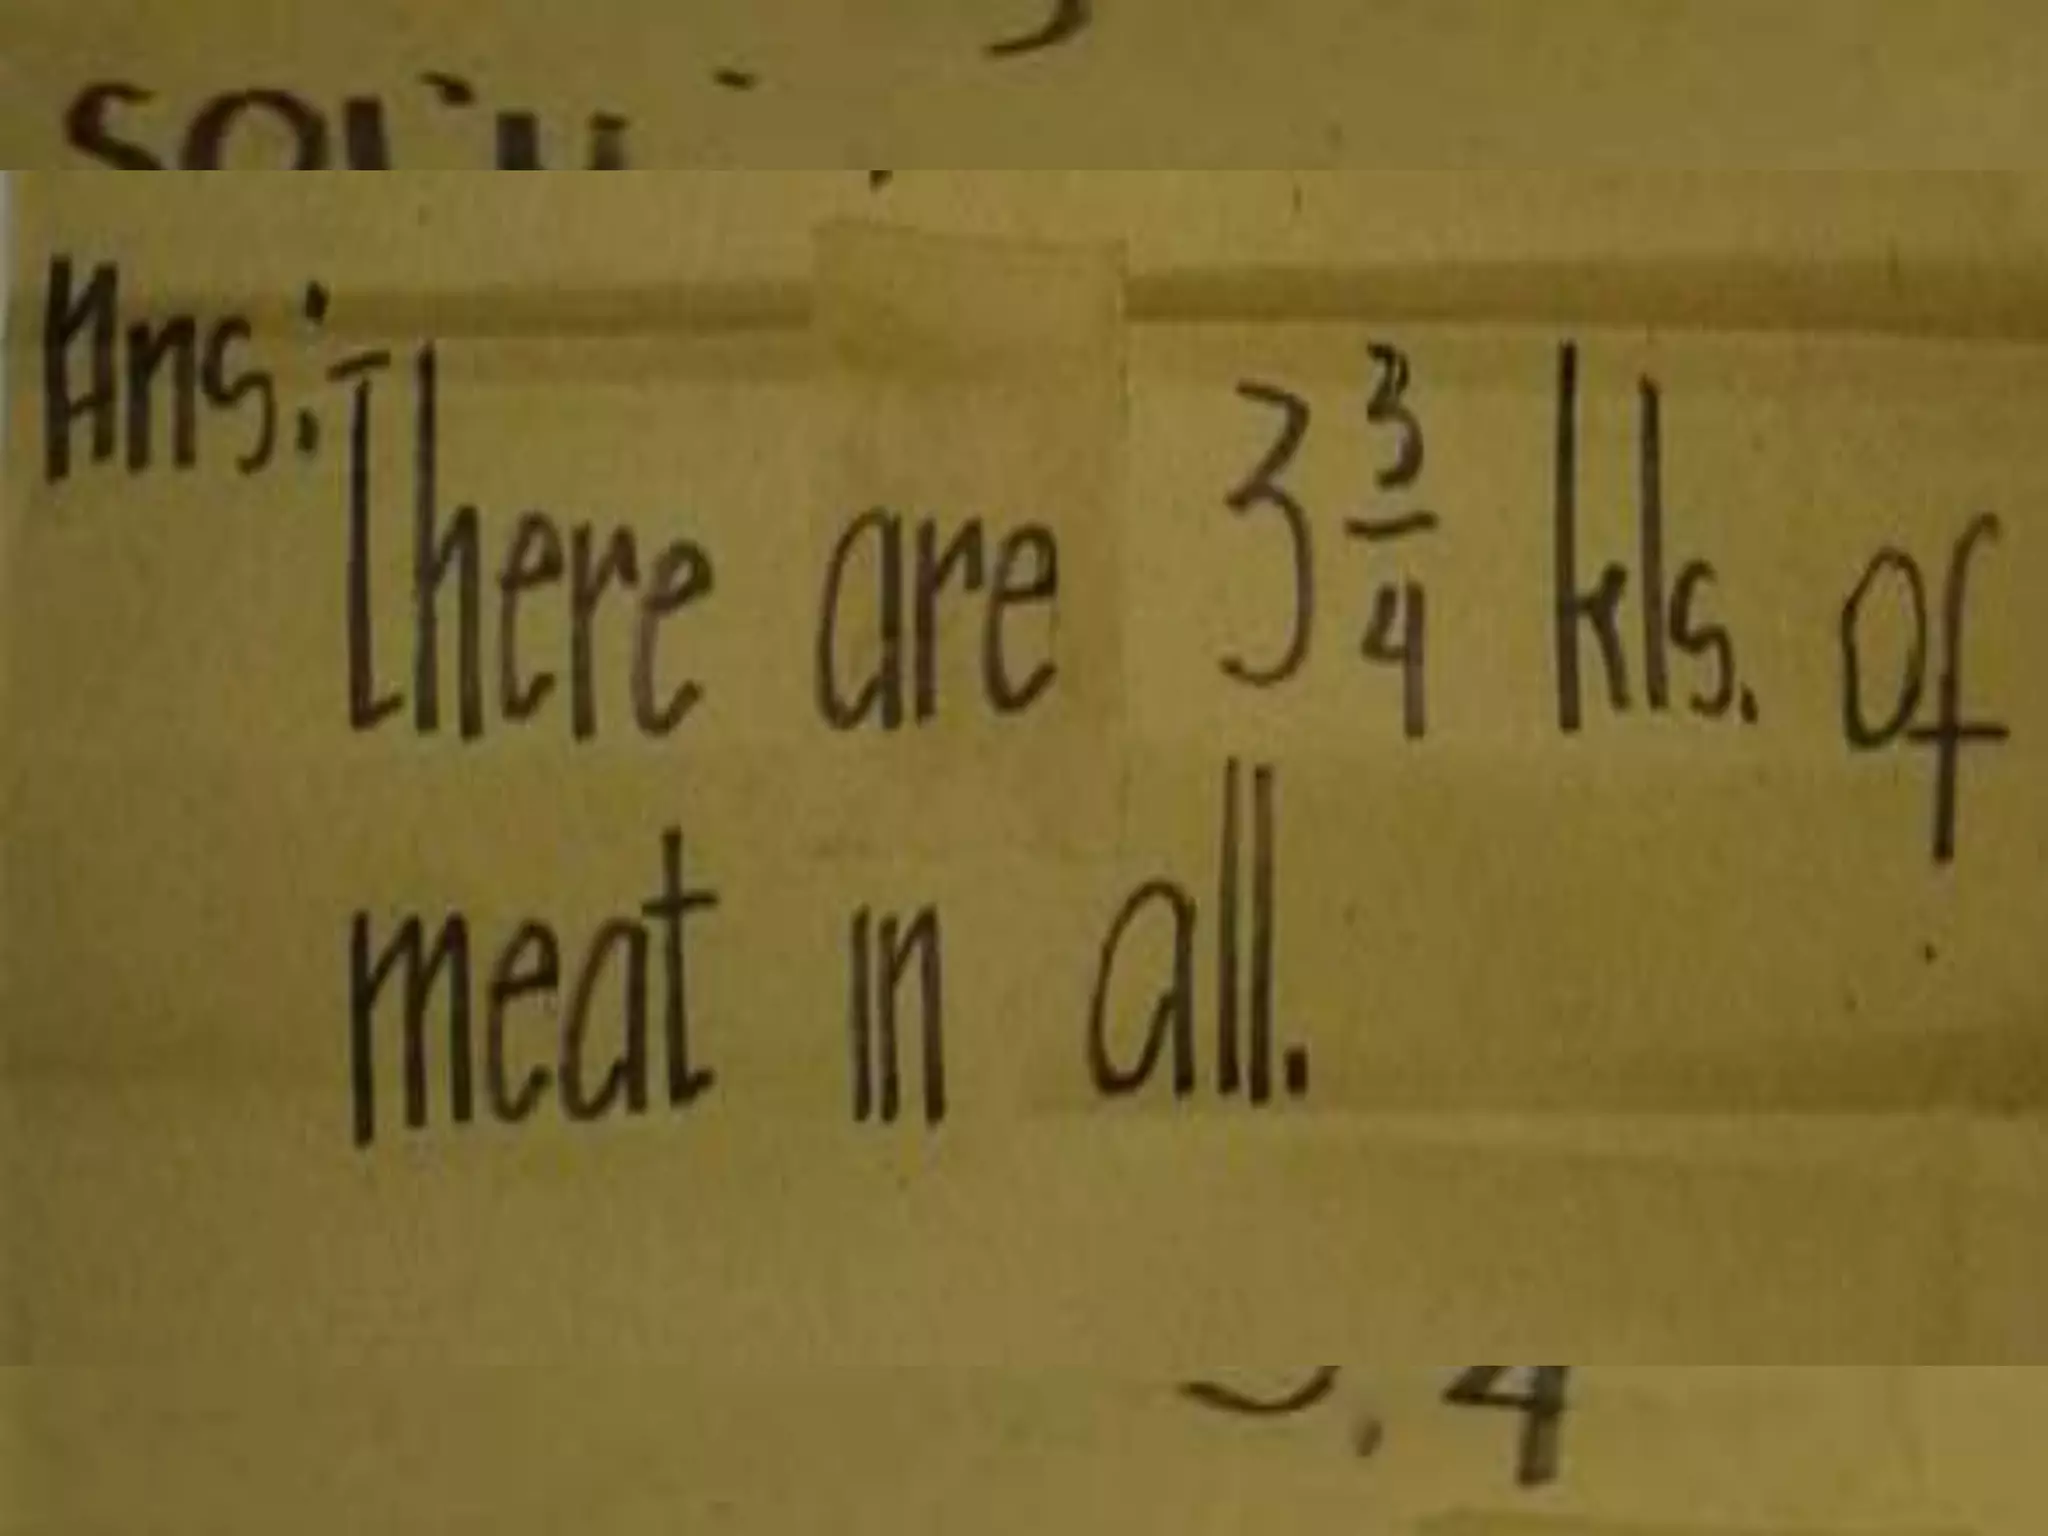 Ans: There are 3 3/4 kls. of
meat in all.